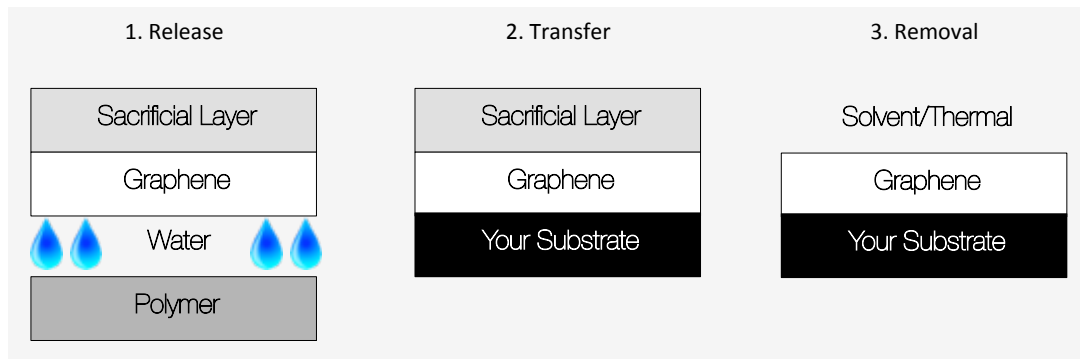 1. Release
Sacrificial Layer
Graphene
Water
Polymer
2. Transfer
Sacrificial Layer
Graphene
Your Substrate
3. Removal
Solvent/Thermal
Graphene
Your Substrate